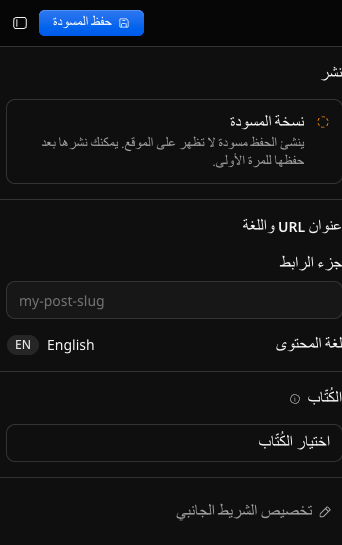 حفظ المسودة
نشر
نسخة المسودة
ينشئ الحفظ مسودة لا تظهر على الموقع. يمكنك نشرها بعد
حفظها للمرة الأولى.
عنوان URL واللغة
جزء الرابط
my-post-slug
لغة المحتوى
English EN
الكُتّاب
اختيار الكُتّاب
تخصيص الشريط الجانبي